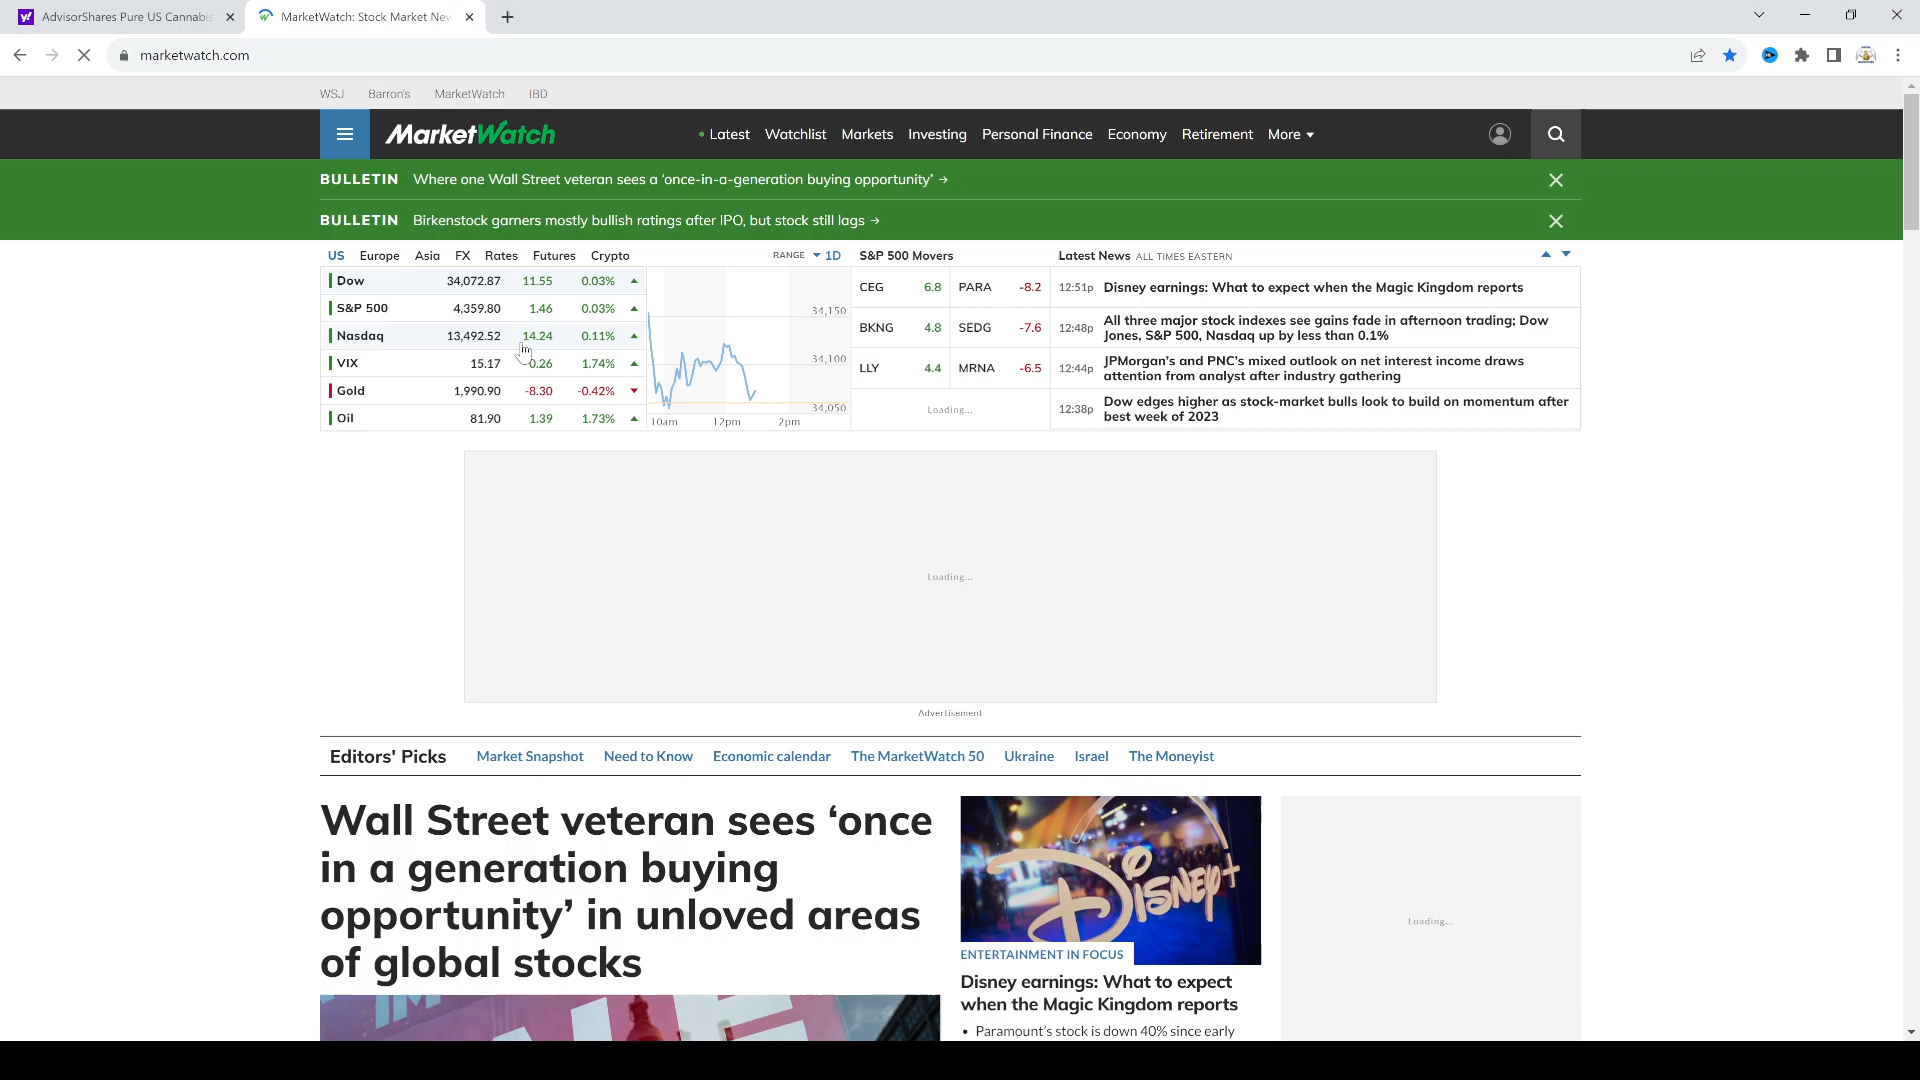 AdvisorShares Pure US Cannabis
MarketWatch: Stock Market New
marketwatch.com
WSJ Barron's MarketWatch IBD
MarketWatch
• Latest Watchlist Markets Investing Personal Finance Economy Retirement More
BULLETIN Where one Wall Street veteran sees a ‘once-in-a-generation buying opportunity’ →
BULLETIN Birkenstock garners mostly bullish ratings after IPO, but stock still lags →
US Europe Asia FX Rates Futures Crypto
RANGE 1D
Dow 34,072.87 11.55 0.03%
S&P 500 4,359.80 1.46 0.03%
Nasdaq 13,492.52 14.24 0.11%
VIX 15.17 0.26 1.74%
Gold 1,990.90 -8.30 -0.42%
Oil 81.90 1.39 1.73%
34,150
34,100
34,050
10am 12pm 2pm
S&P 500 Movers
CEG 6.8 PARA -8.2
BKNG 4.8 SEDG -7.6
LLY 4.4 MRNA -6.5
Loading...
Latest News ALL TIMES EASTERN
12:51p Disney earnings: What to expect when the Magic Kingdom reports
12:48p All three major stock indexes see gains fade in afternoon trading; Dow
Jones, S&P 500, Nasdaq up by less than 0.1%
12:44p JPMorgan's and PNC's mixed outlook on net interest income draws
attention from analyst after industry gathering
12:38p Dow edges higher as stock-market bulls look to build on momentum after
best week of 2023
Loading...
Advertisement
Editors' Picks Market Snapshot Need to Know Economic calendar The MarketWatch 50 Ukraine Israel The Moneyist
Wall Street veteran sees ‘once
in a generation buying
opportunity’ in unloved areas
of global stocks
Disney+
ENTERTAINMENT IN FOCUS
Disney earnings: What to expect
when the Magic Kingdom reports
• Paramount's stock is down 40% since early
Loading...